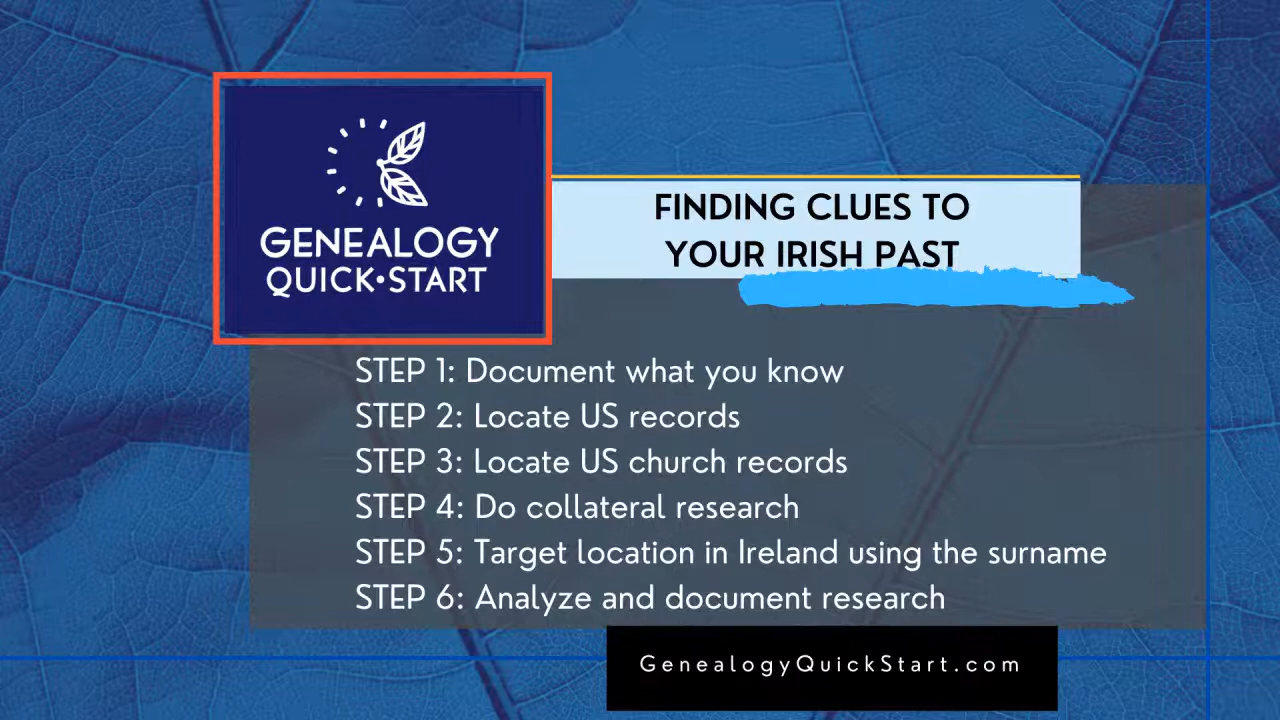 GENEALOGY
QUICK•START
FINDING CLUES TO
YOUR IRISH PAST
STEP 1: Document what you know
STEP 2: Locate US records
STEP 3: Locate US church records
STEP 4: Do collateral research
STEP 5: Target location in Ireland using the surname
STEP 6: Analyze and document research
GenealogyQuickStart.com